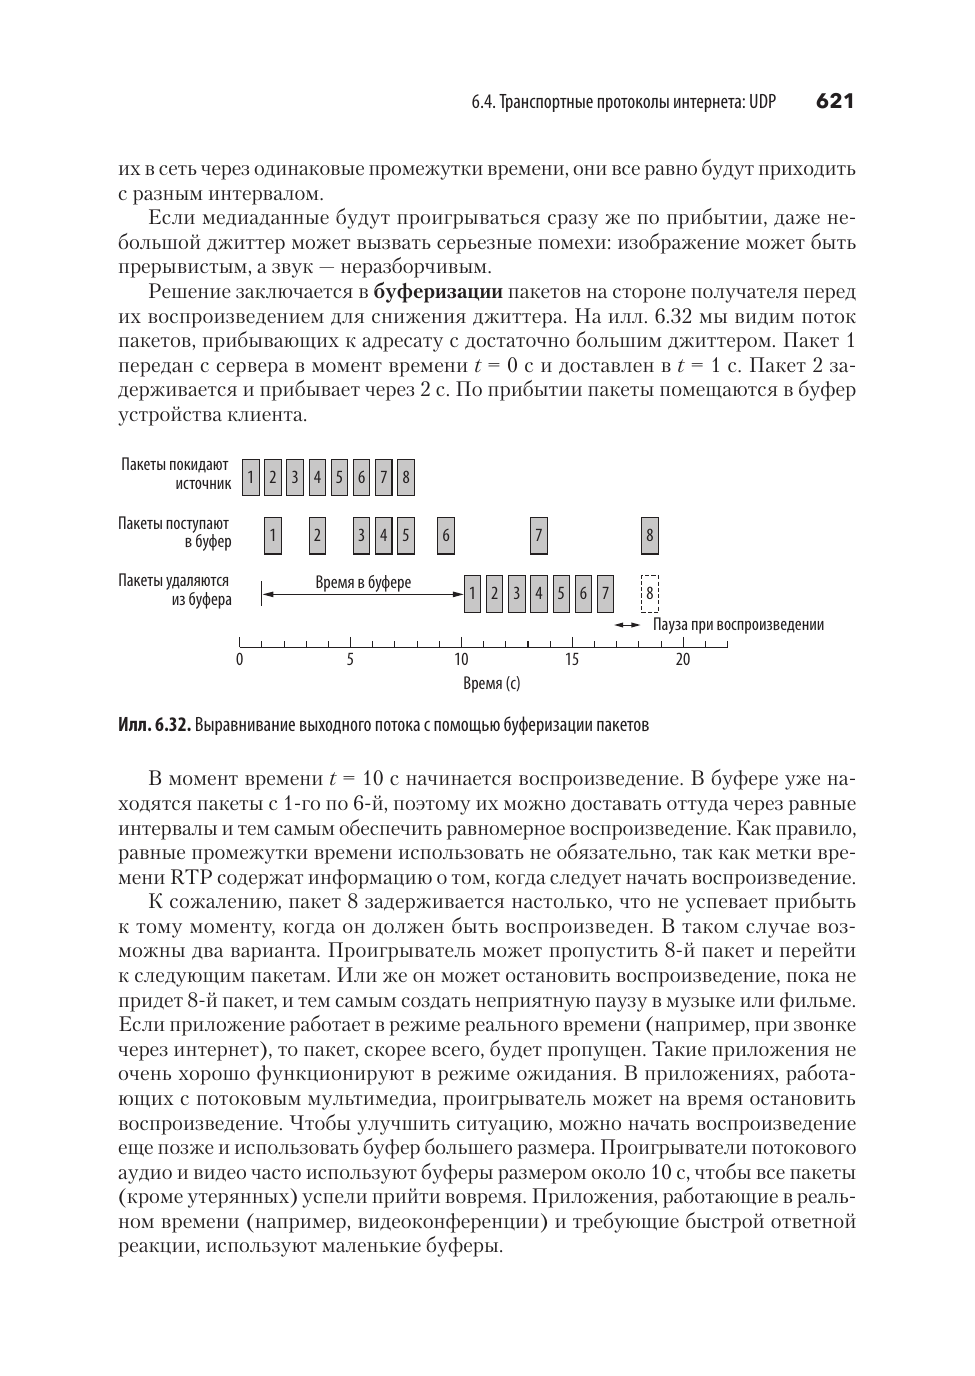 6.4. Транспортные протоколы интернета: UDP 621
их в сеть через одинаковые промежутки времени, они все равно будут приходить
с разным интервалом.
Если медиаданные будут проигрываться сразу же по прибытии, даже не-
большой джиттер может вызвать серьезные помехи: изображение может быть
прерывистым, а звук — неразборчивым.
Решение заключается в буферизации пакетов на стороне получателя перед
их воспроизведением для снижения джиттера. На илл. 6.32 мы видим поток
пакетов, прибывающих к адресату с достаточно большим джиттером. Пакет 1
передан с сервера в момент времени t = 0 с и доставлен в t = 1 с. Пакет 2 за-
держивается и прибывает через 2 с. По прибытии пакеты помещаются в буфер
устройства клиента.
Пакеты покидают
источник
1 2 3 4 5 6 7 8
Пакеты поступают
в буфер
1 2 3 4 5 6 7 8
Пакеты удаляются
из буфера
Время в буфере
1 2 3 4 5 6 7 8
Пауза при воспроизведении
0 5 10 15 20
Время (с)
Илл. 6.32. Выравнивание выходного потока с помощью буферизации пакетов
В момент времени t = 10 с начинается воспроизведение. В буфере уже на-
ходятся пакеты с 1-го по 6-й, поэтому их можно доставать оттуда через равные
интервалы и тем самым обеспечить равномерное воспроизведение. Как правило,
равные промежутки времени использовать не обязательно, так как метки вре-
мени RTP содержат информацию о том, когда следует начать воспроизведение.
К сожалению, пакет 8 задерживается настолько, что не успевает прибыть
к тому моменту, когда он должен быть воспроизведен. В таком случае воз-
можны два варианта. Проигрыватель может пропустить 8-й пакет и перейти
к следующим пакетам. Или же он может остановить воспроизведение, пока не
придет 8-й пакет, и тем самым создать неприятную паузу в музыке или фильме.
Если приложение работает в режиме реального времени (например, при звонке
через интернет), то пакет, скорее всего, будет пропущен. Такие приложения не
очень хорошо функционируют в режиме ожидания. В приложениях, работа-
ющих с потоковым мультимедиа, проигрыватель может на время остановить
воспроизведение. Чтобы улучшить ситуацию, можно начать воспроизведение
еще позже и использовать буфер большего размера. Проигрыватели потокового
аудио и видео часто используют буферы размером около 10 с, чтобы все пакеты
(кроме утерянных) успели прийти вовремя. Приложения, работающие в реаль-
ном времени (например, видеоконференции) и требующие быстрой ответной
реакции, используют маленькие буферы.